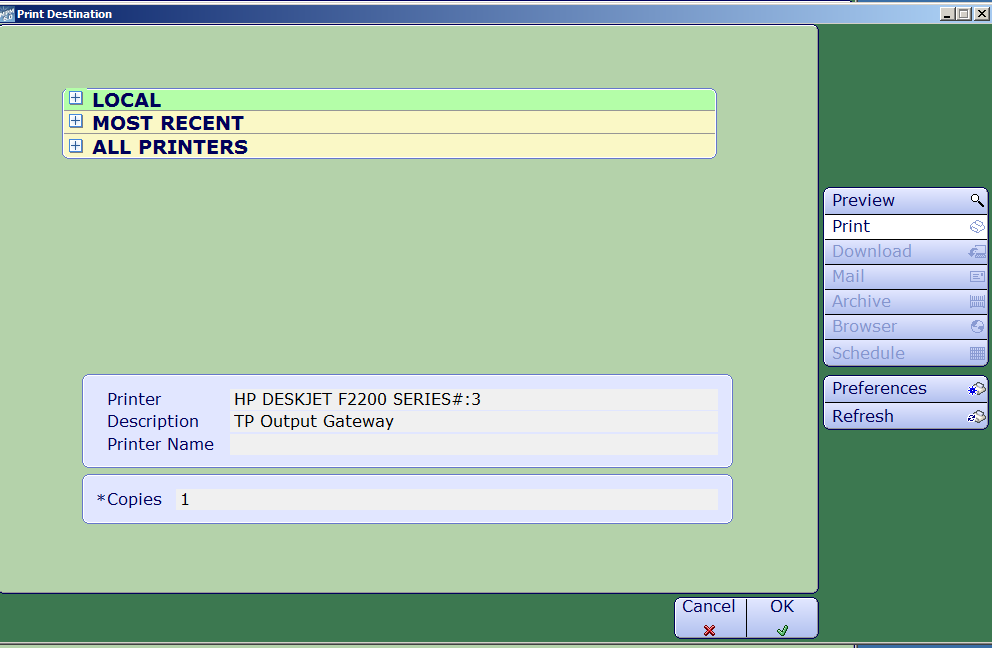 Print Destination
LOCAL
MOST RECENT
ALL PRINTERS
Preview
Print
Download
Mail
Archive
Browser
Schedule
Preferences
Refresh
Printer HP DESKJET F2200 SERIES#:3
Description TP Output Gateway
Printer Name
*Copies 1
Cancel OK